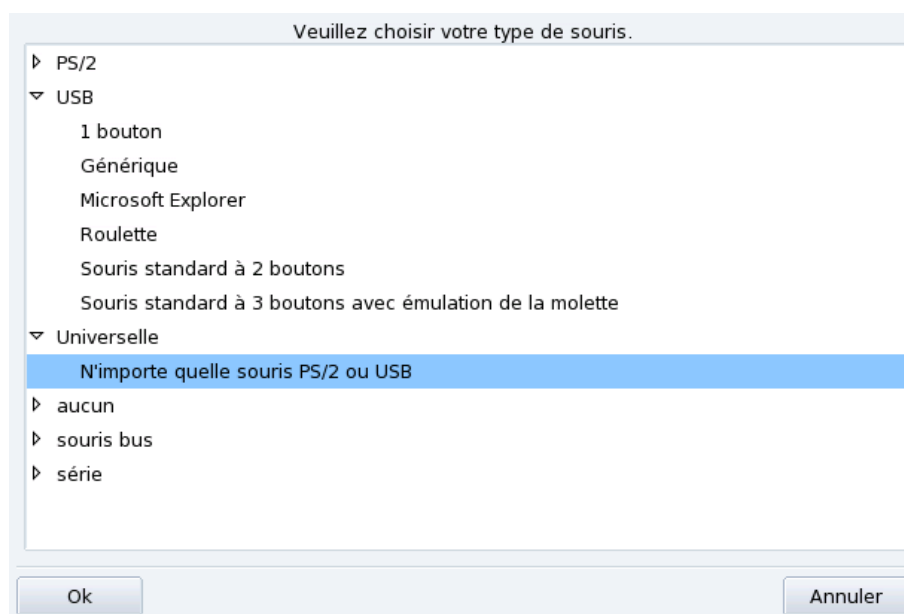 Veuillez choisir votre type de souris.
PS/2
USB
1 bouton
Générique
Microsoft Explorer
Roulette
Souris standard à 2 boutons
Souris standard à 3 boutons avec émulation de la molette
Universelle
N'importe quelle souris PS/2 ou USB
aucun
souris bus
série
Ok
Annuler